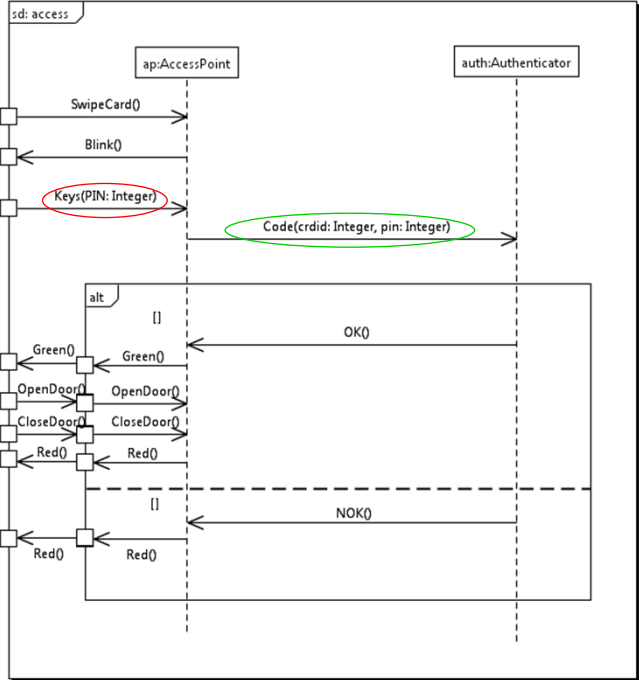 sd: access
ap:AccessPoint
auth:Authenticator
SwipeCard()
Blink()
Keys(PIN: Integer)
Code(crdid: Integer, pin: Integer)
alt
[]
OK()
Green()
Green()
OpenDoor()
OpenDoor()
CloseDoor()
CloseDoor()
Red()
Red()
[]
NOK()
Red()
Red()